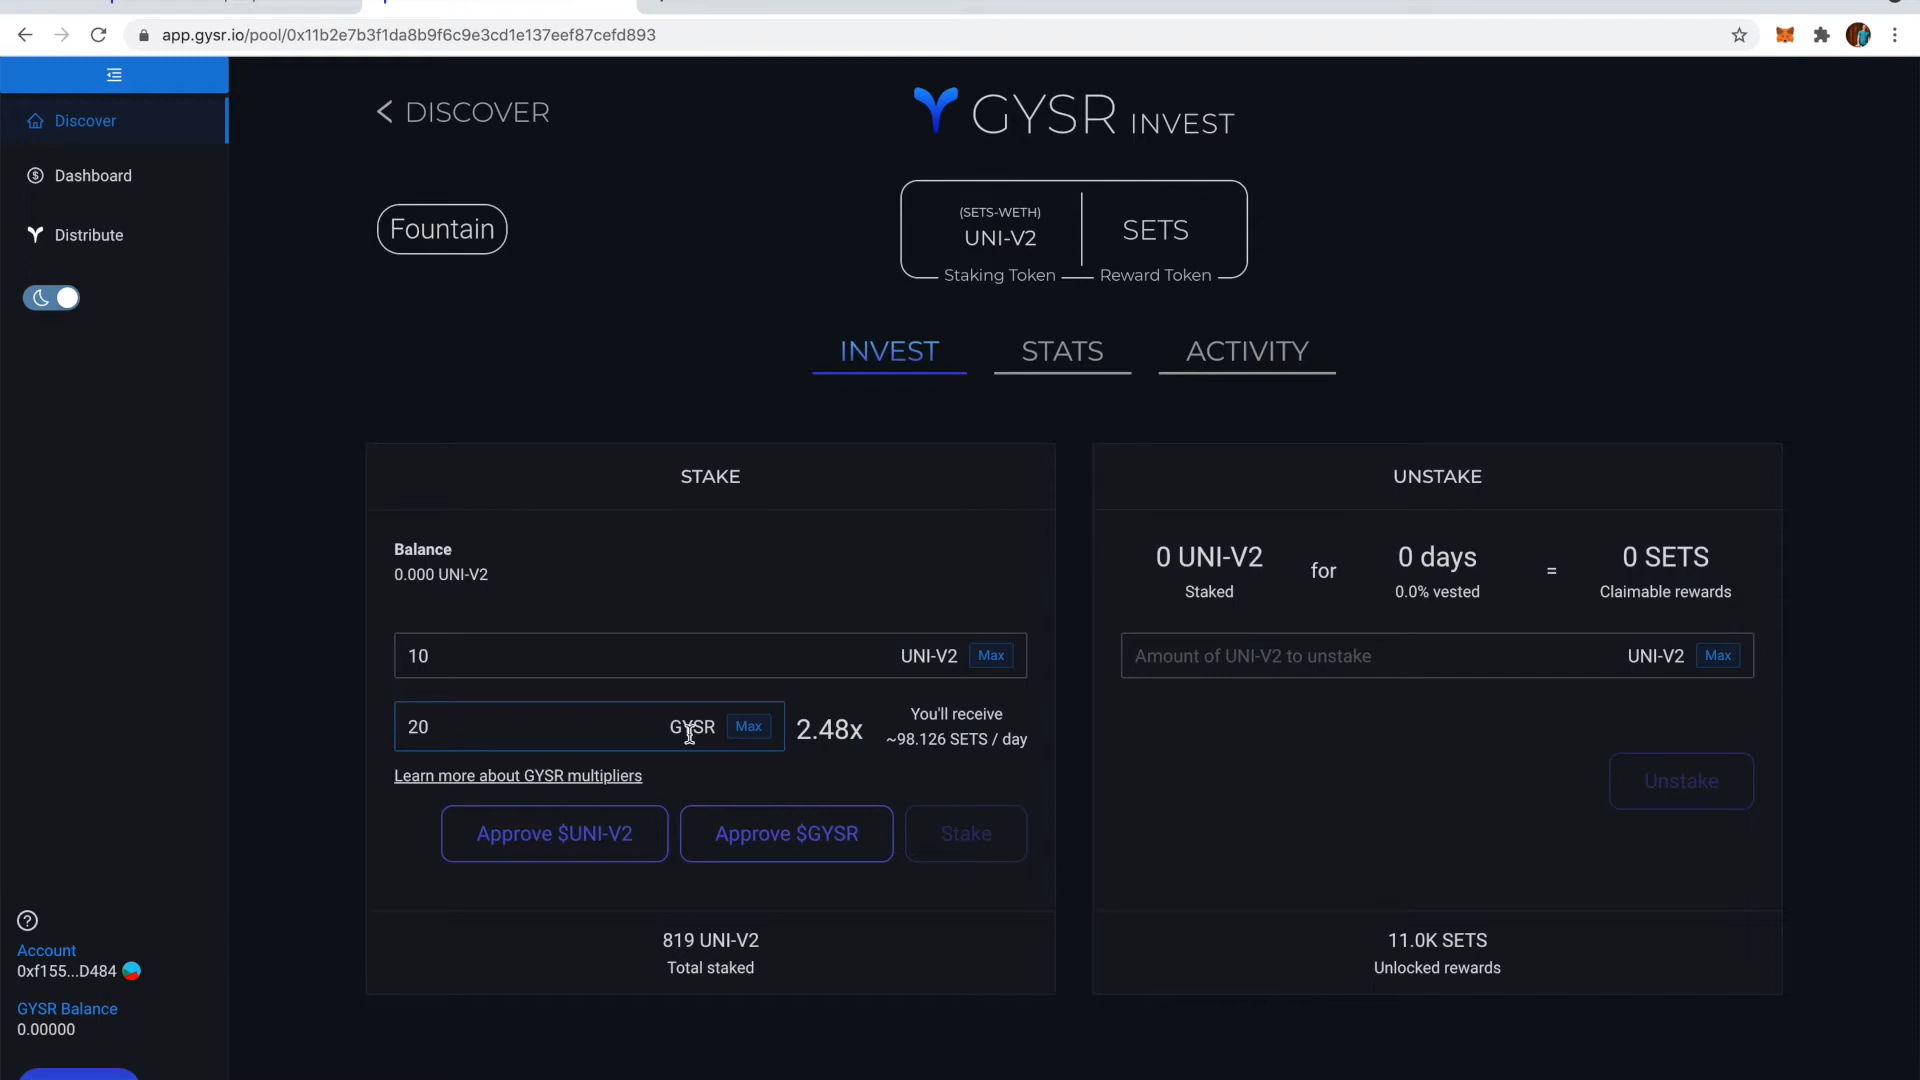 app.gysr.io/pool/0x11b2e7b3f1da8b9f6c9e3cd1e137eef87cefd893
Discover
Dashboard
Distribute
DISCOVER
GYSR INVEST
Fountain
(SETS-WETH)
UNI-V2
SETS
Staking Token
Reward Token
INVEST
STATS
ACTIVITY
STAKE
Balance
0.000 UNI-V2
10
UNI-V2
Max
20
GYSR
Max
2.48x
You'll receive
~98.126 SETS / day
Learn more about GYSR multipliers
Approve $UNI-V2
Approve $GYSR
Stake
819 UNI-V2
Total staked
UNSTAKE
0 UNI-V2
Staked
for
0 days
0.0% vested
=
0 SETS
Claimable rewards
Amount of UNI-V2 to unstake
UNI-V2
Max
Unstake
11.0K SETS
Unlocked rewards
?
Account
0xf155...D484
GYSR Balance
0.00000